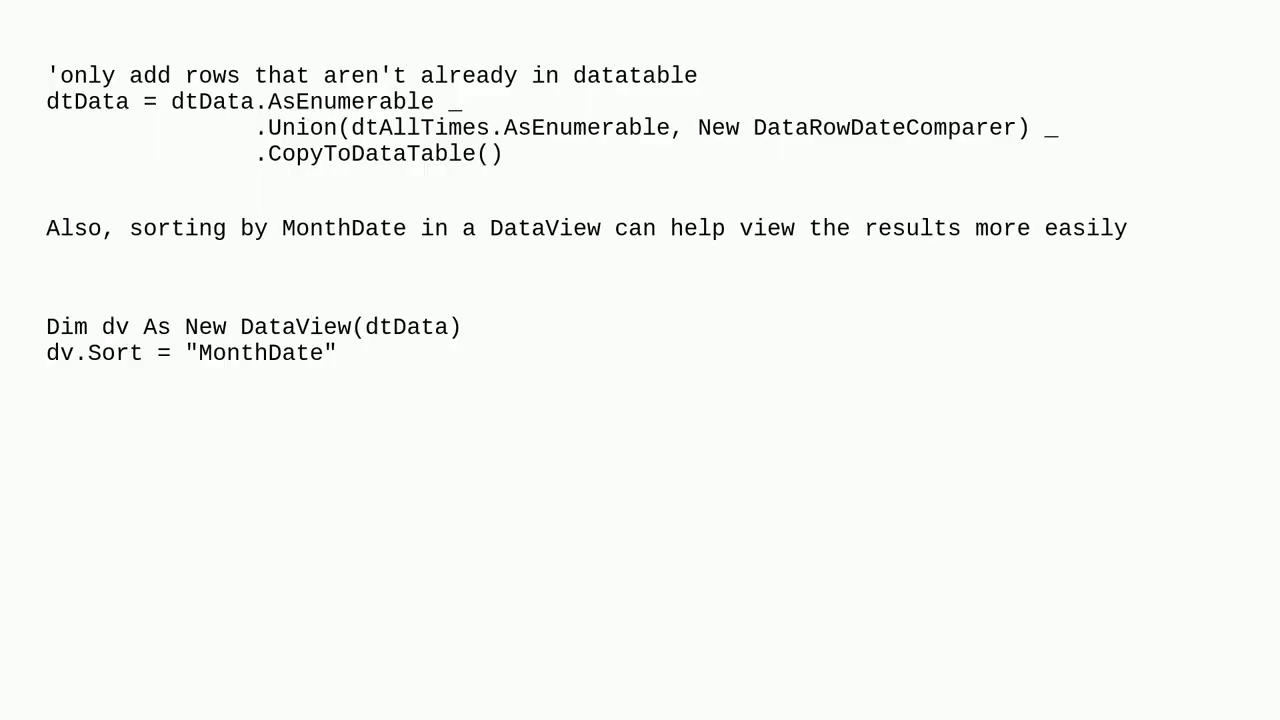 'only add rows that aren't already in datatable
dtData = dtData.AsEnumerable _
               .Union(dtAllTimes.AsEnumerable, New DataRowDateComparer) _
               .CopyToDataTable()
Also, sorting by MonthDate in a DataView can help view the results more easily
Dim dv As New DataView(dtData)
dv.Sort = "MonthDate"